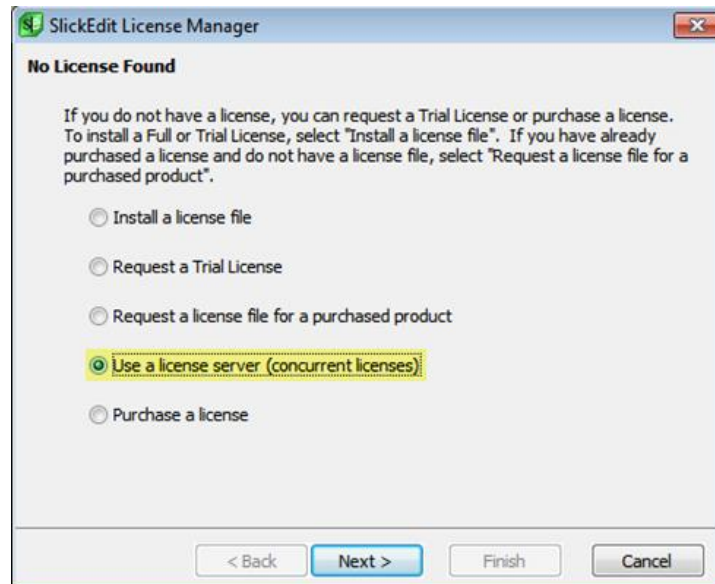 SlickEdit License Manager
No License Found
If you do not have a license, you can request a Trial License or purchase a license.
To install a Full or Trial License, select "Install a license file".  If you have already
purchased a license and do not have a license file, select "Request a license file for a
purchased product".
Install a license file
Request a Trial License
Request a license file for a purchased product
Use a license server (concurrent licenses)
Purchase a license
< Back Next > Finish Cancel